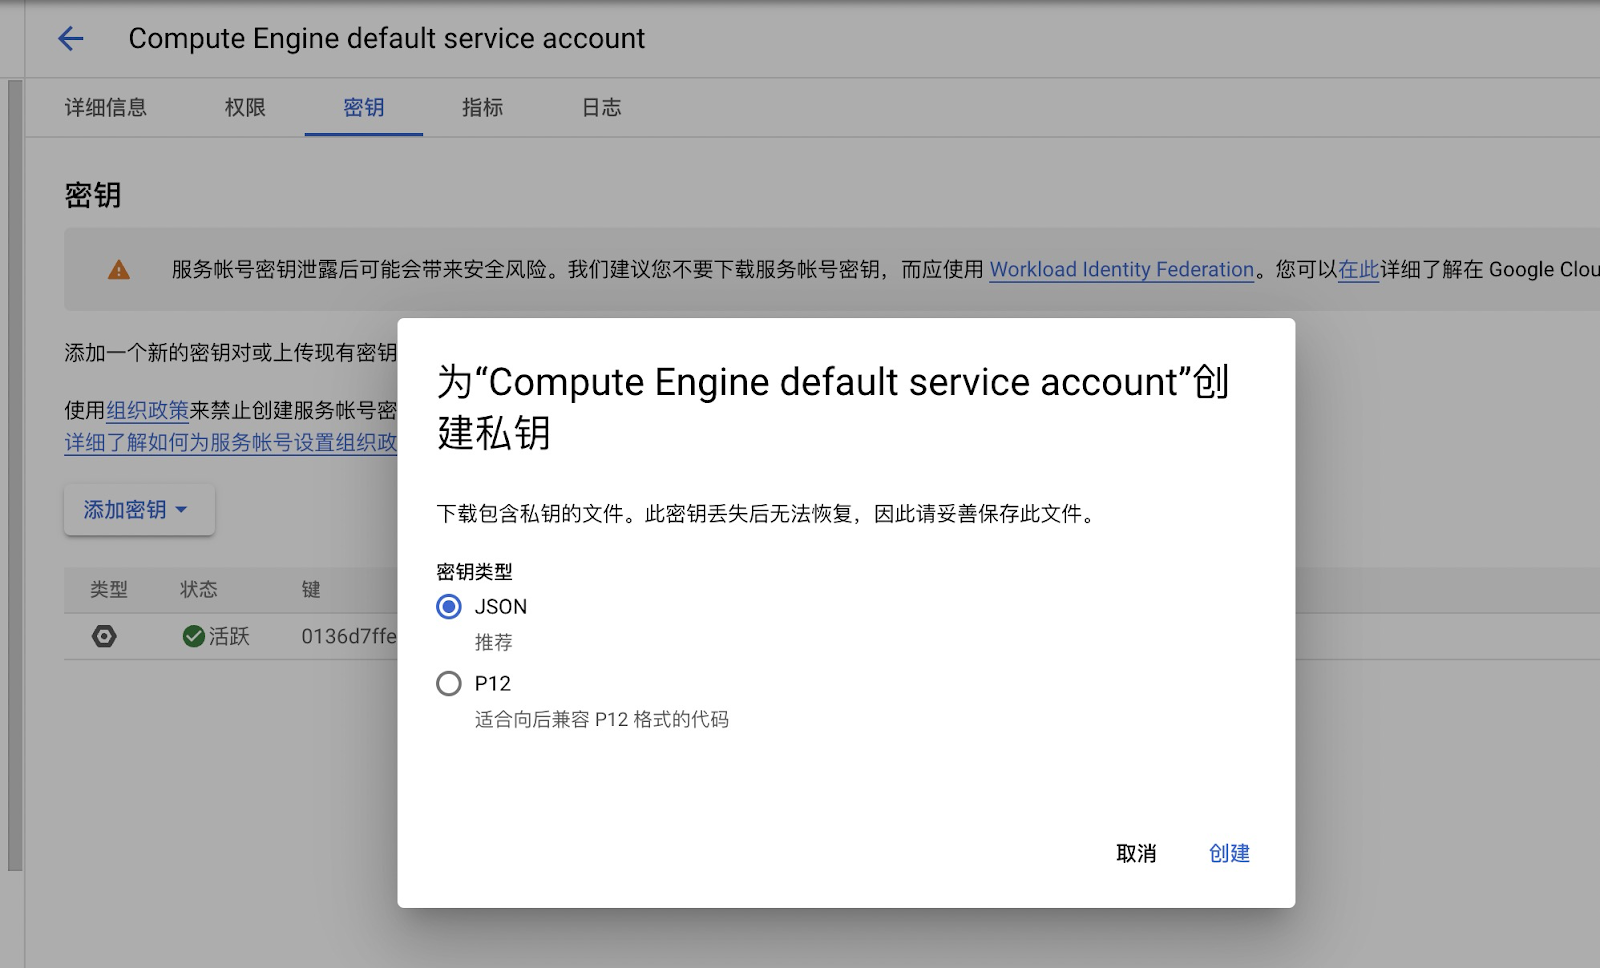 Compute Engine default service account
详细信息 权限 密钥 指标 日志
密钥
服务帐号密钥泄露后可能会带来安全风险。我们建议您不要下载服务帐号密钥，而应使用 Workload Identity Federation。您可以在此详细了解在 Google Clou
添加一个新的密钥对或上传现有密钥
使用组织政策来禁止创建服务帐号密
详细了解如何为服务帐号设置组织政
添加密钥
类型 状态 键
活跃 0136d7ffe
为“Compute Engine default service account”创
建私钥
下载包含私钥的文件。此密钥丢失后无法恢复，因此请妥善保存此文件。
密钥类型
JSON
推荐
P12
适合向后兼容 P12 格式的代码
取消 创建